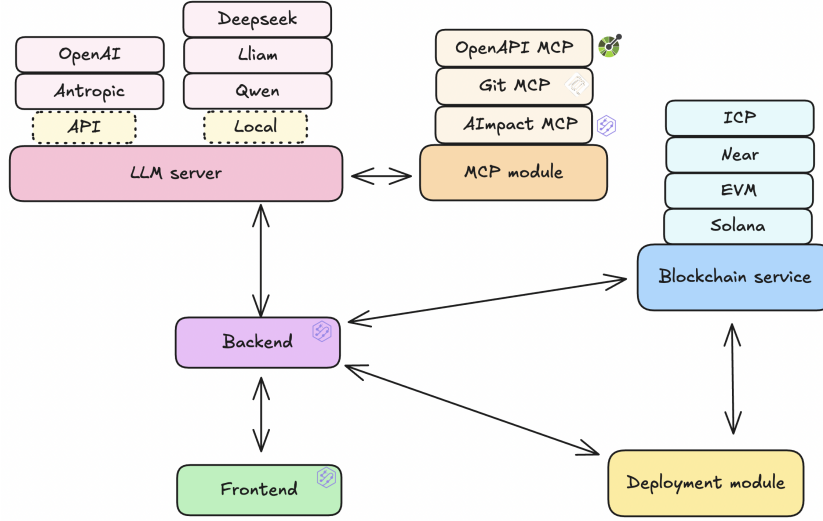 Deepseek
OpenAI
Lliam
OpenAPI MCP
Antropic
Qwen
Git MCP
API
Local
AImpact MCP
ICP
LLM server
MCP module
Near
EVM
Solana
Blockchain service
Backend
Frontend
Deployment module